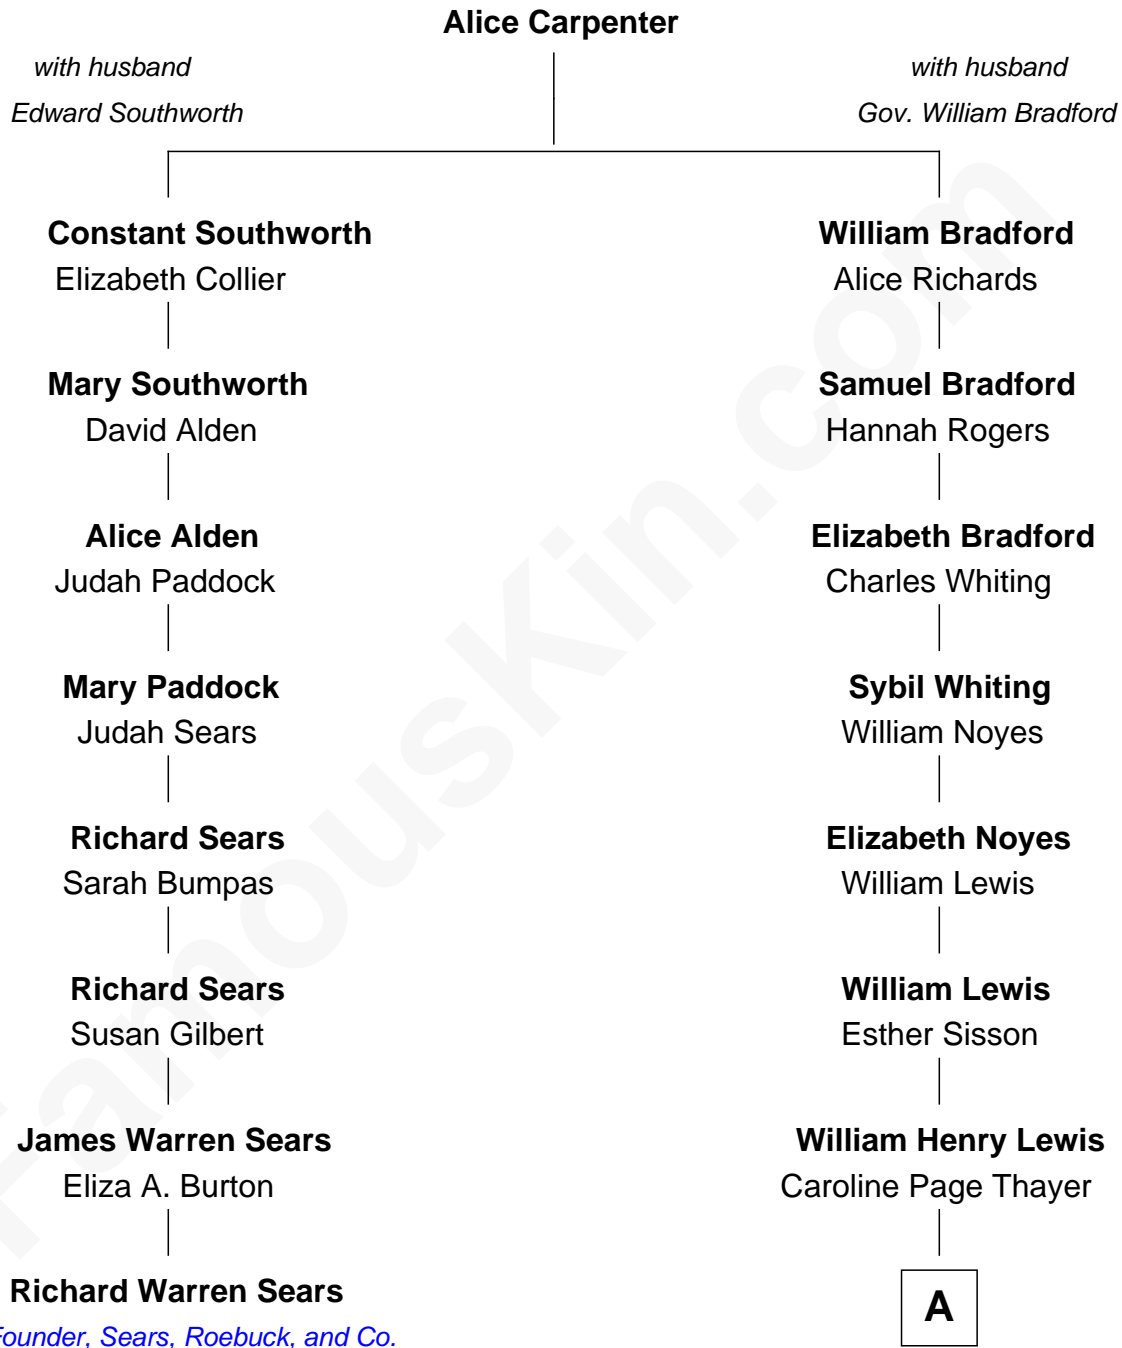 Alice Carpenter
with husband
Edward Southworth
with husband
Gov. William Bradford
Constant Southworth
Elizabeth Collier
William Bradford
Alice Richards
Mary Southworth
David Alden
Samuel Bradford
Hannah Rogers
Alice Alden
Judah Paddock
Elizabeth Bradford
Charles Whiting
Mary Paddock
Judah Sears
Sybil Whiting
William Noyes
Richard Sears
Sarah Bumpas
Elizabeth Noyes
William Lewis
Richard Sears
Susan Gilbert
William Lewis
Esther Sisson
James Warren Sears
Eliza A. Burton
William Henry Lewis
Caroline Page Thayer
Richard Warren Sears
Founder, Sears, Roebuck, and Co.
A
FamousKin.com